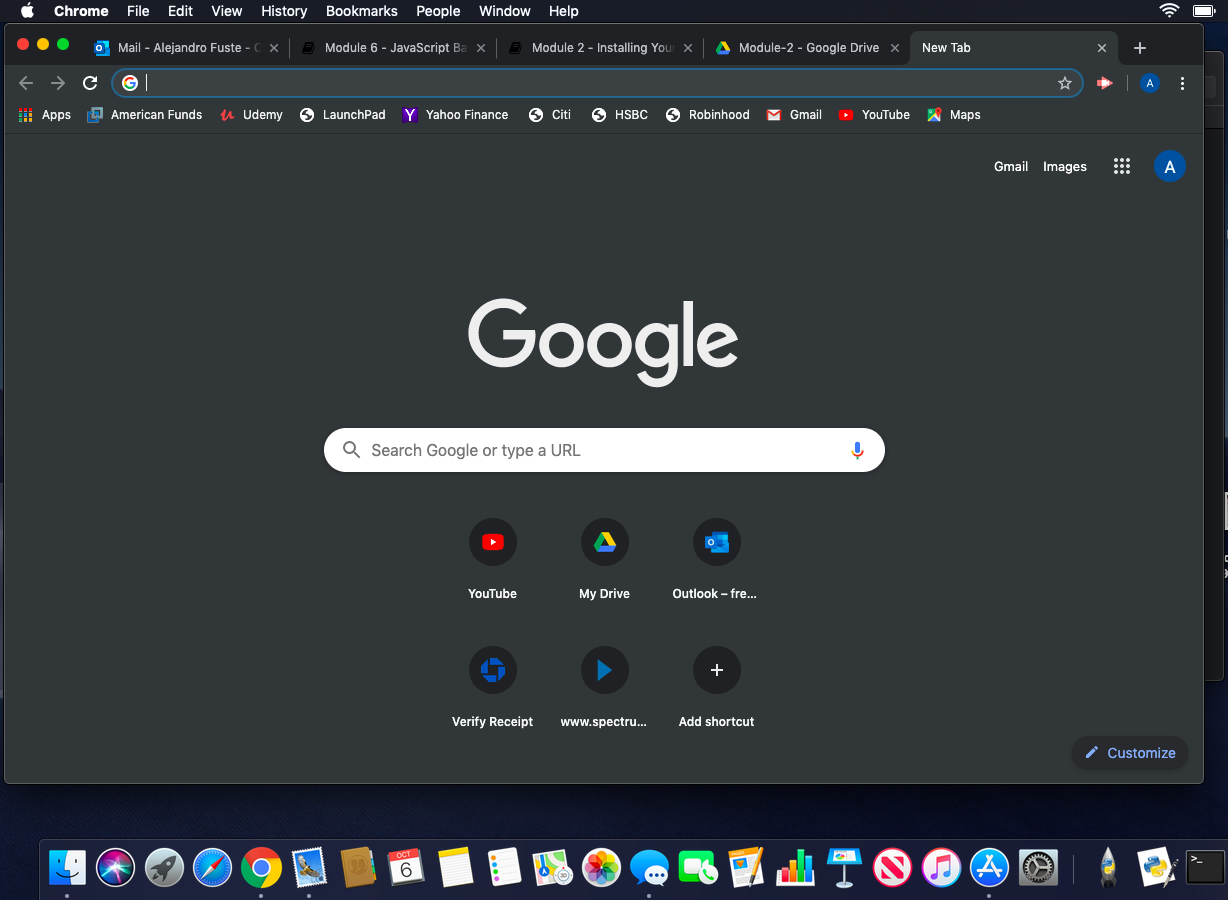 Chrome File Edit View History Bookmarks People Window Help
Mail - Alejandro Fuste - Module 6 - JavaScript Ba Module 2 - Installing Your Module-2 - Google Drive New Tab
A
Apps American Funds Udemy LaunchPad Yahoo Finance Citi HSBC Robinhood Gmail YouTube Maps
Gmail Images A
Google
Search Google or type a URL
YouTube My Drive Outlook – fre...
Verify Receipt www.spectru... Add shortcut
Customize
OCT
6